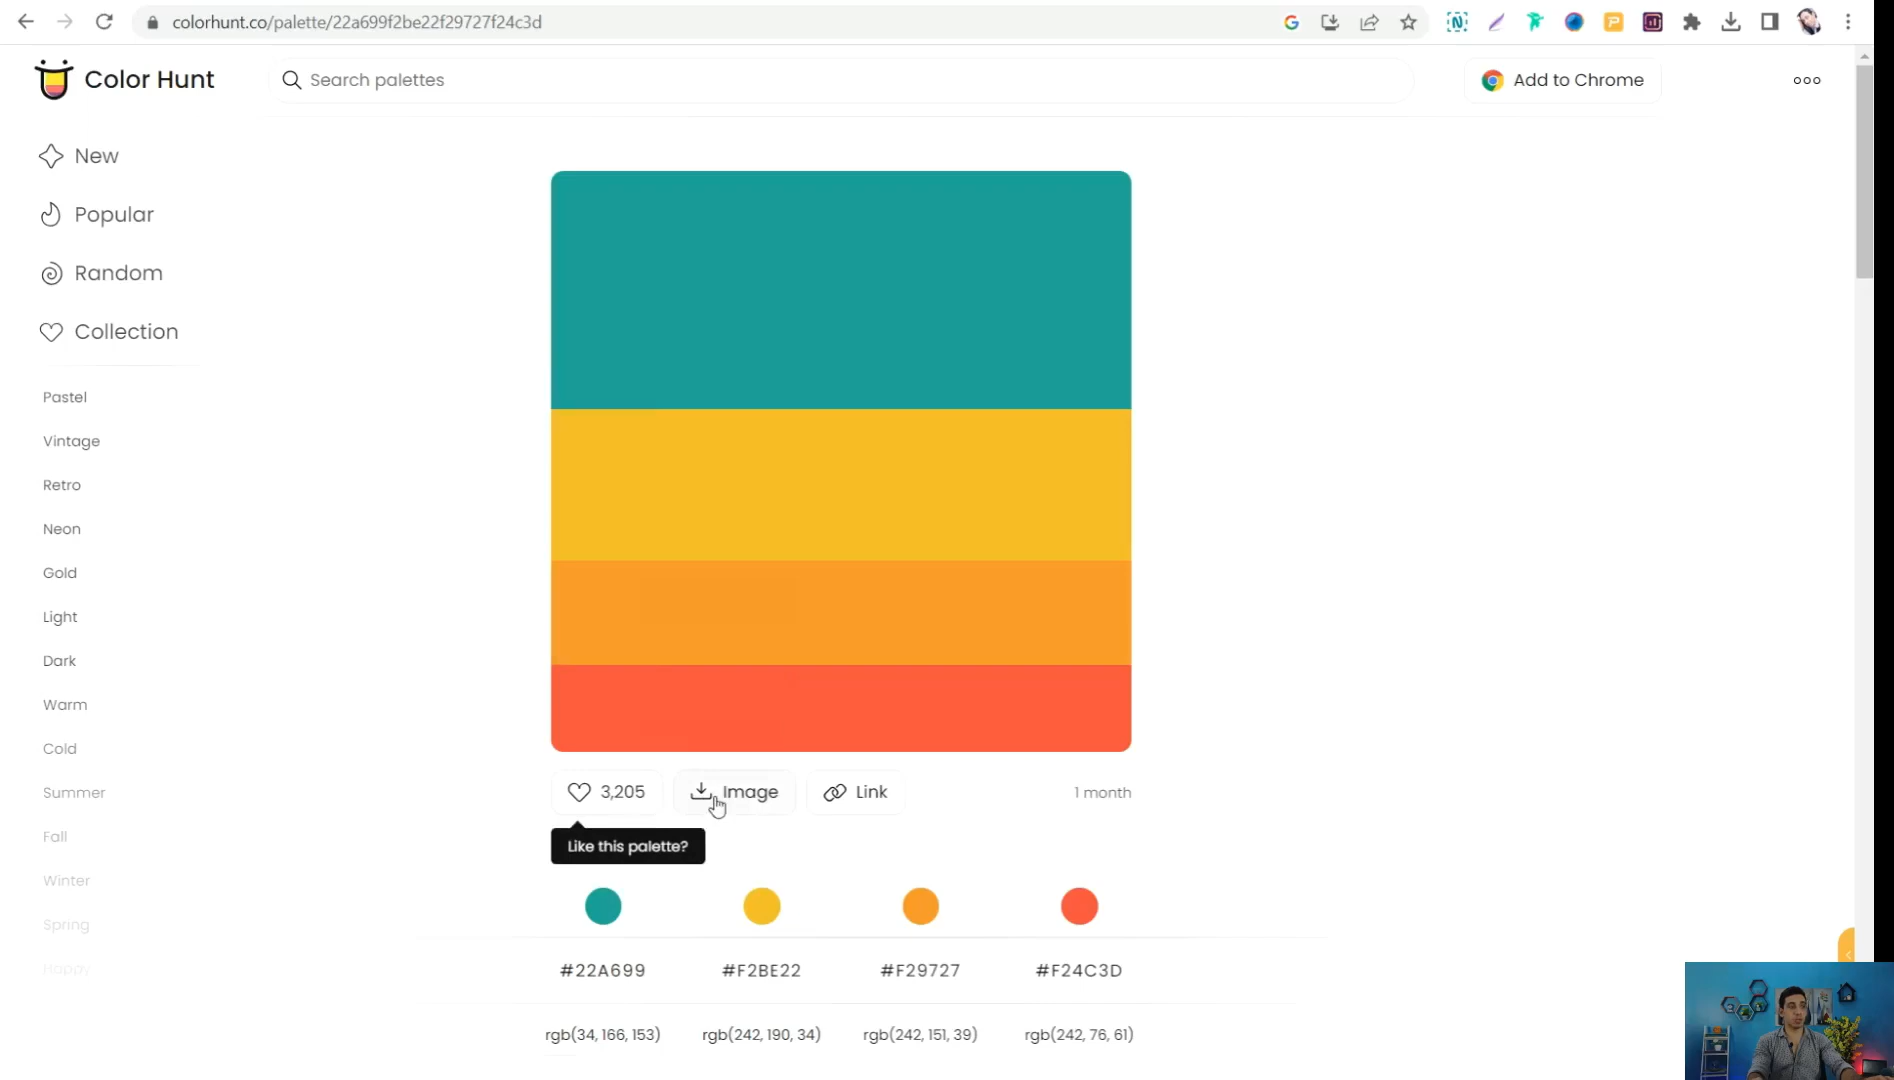 colorhunt.co/palette/22a699f2be22f29727f24c3d
Color Hunt
Search palettes
Add to Chrome
New
Popular
Random
Collection
Pastel
Vintage
Retro
Neon
Gold
Light
Dark
Warm
Cold
Summer
Fall
Winter
Spring
Happy
3,205
Image
Link
1 month
Like this palette?
#22A699 #F2BE22 #F29727 #F24C3D
rgb(34, 166, 153) rgb(242, 190, 34) rgb(242, 151, 39) rgb(242, 76, 61)